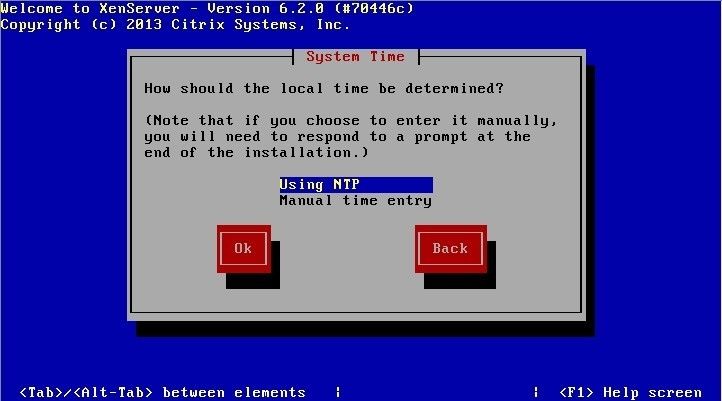 Welcome to XenServer - Version 6.2.0 (#70446c)
Copyright (c) 2013 Citrix Systems, Inc.
System Time
How should the local time be determined?
(Note that if you choose to enter it manually,
you will need to respond to a prompt at the
end of the installation.)
Using NTP
Manual time entry
Ok Back
<Tab>/<Alt-Tab> between elements | | <F1> Help screen